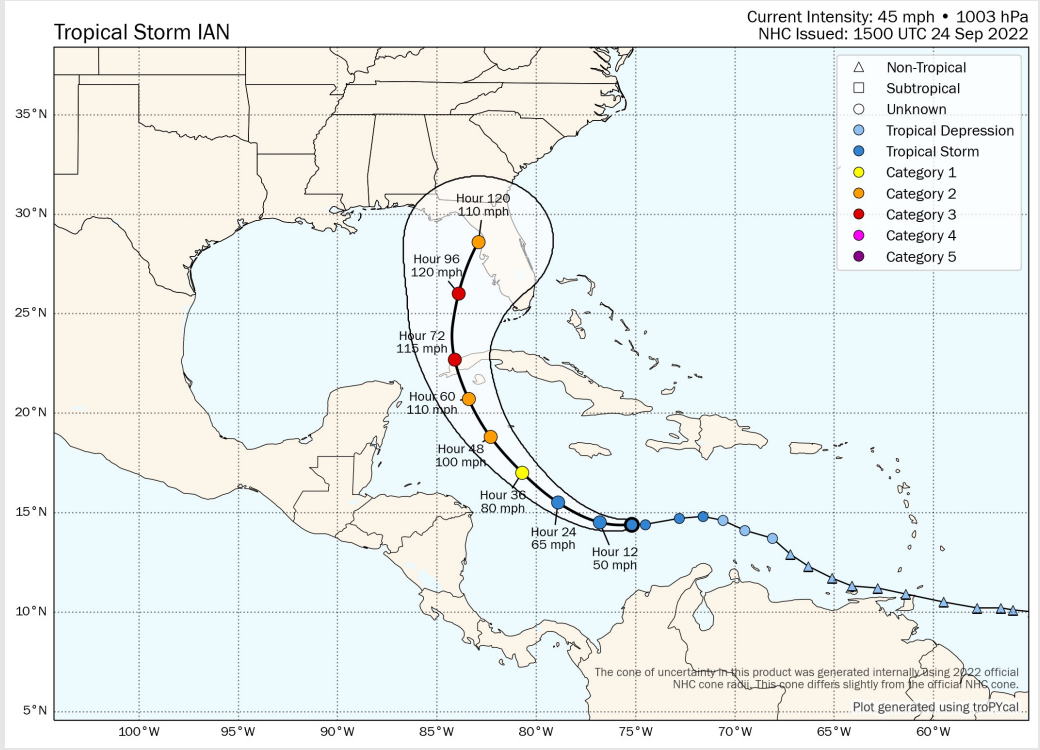 Tropical Storm IAN
Current Intensity: 45 mph • 1003 hPa
NHC Issued: 1500 UTC 24 Sep 2022
Non-Tropical
Subtropical
Unknown
Tropical Depression
Tropical Storm
Category 1
Category 2
Category 3
Category 4
Category 5
35°N
30°N
25°N
20°N
15°N
10°N
5°N
Hour 120
110 mph
Hour 96
120 mph
Hour 72
115 mph
Hour 60
110 mph
Hour 48
100 mph
Hour 36
80 mph
Hour 24
65 mph
Hour 12
50 mph
The cone of uncertainty in this product was generated internally using 2022 official
NHC cone radii. This cone differs slightly from the official NHC cone.
Plot generated using troPYcal
100°W
95°W
90°W
85°W
80°W
75°W
70°W
65°W
60°W